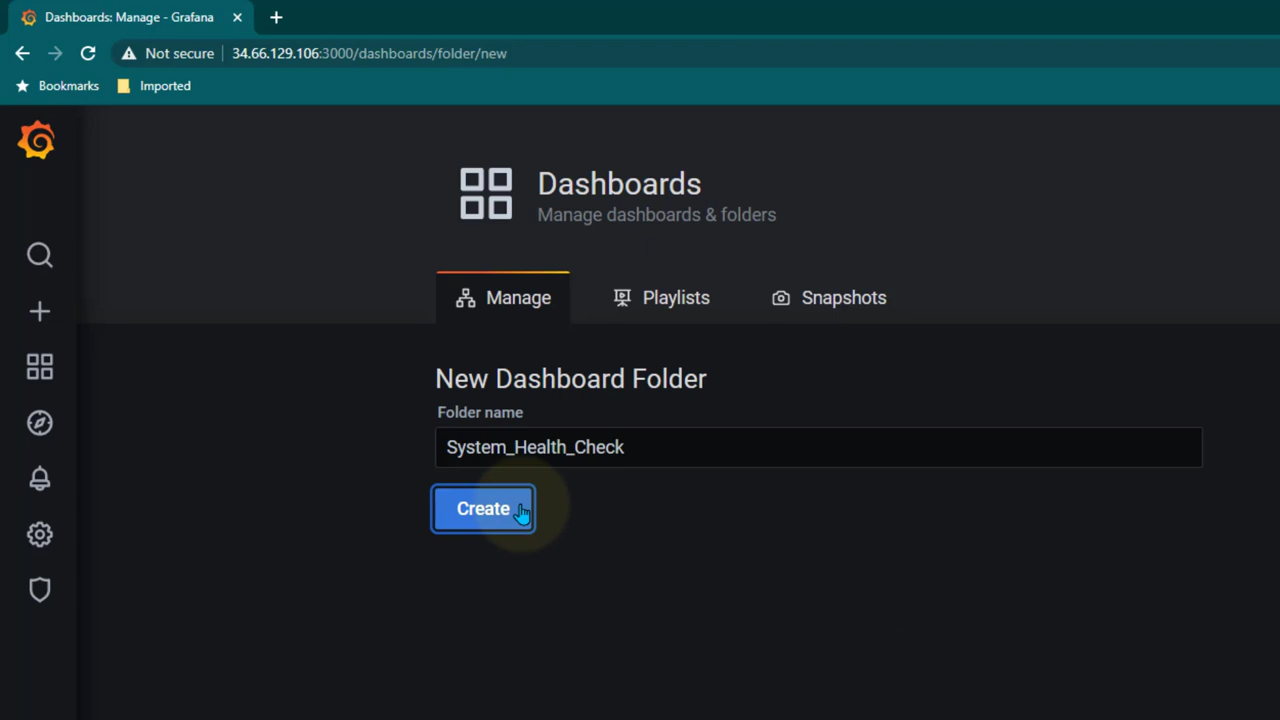 Dashboards: Manage - Grafana
Not secure 34.66.129.106:3000/dashboards/folder/new
Bookmarks Imported
Dashboards
Manage dashboards & folders
Manage Playlists Snapshots
New Dashboard Folder
Folder name
System_Health_Check
Create